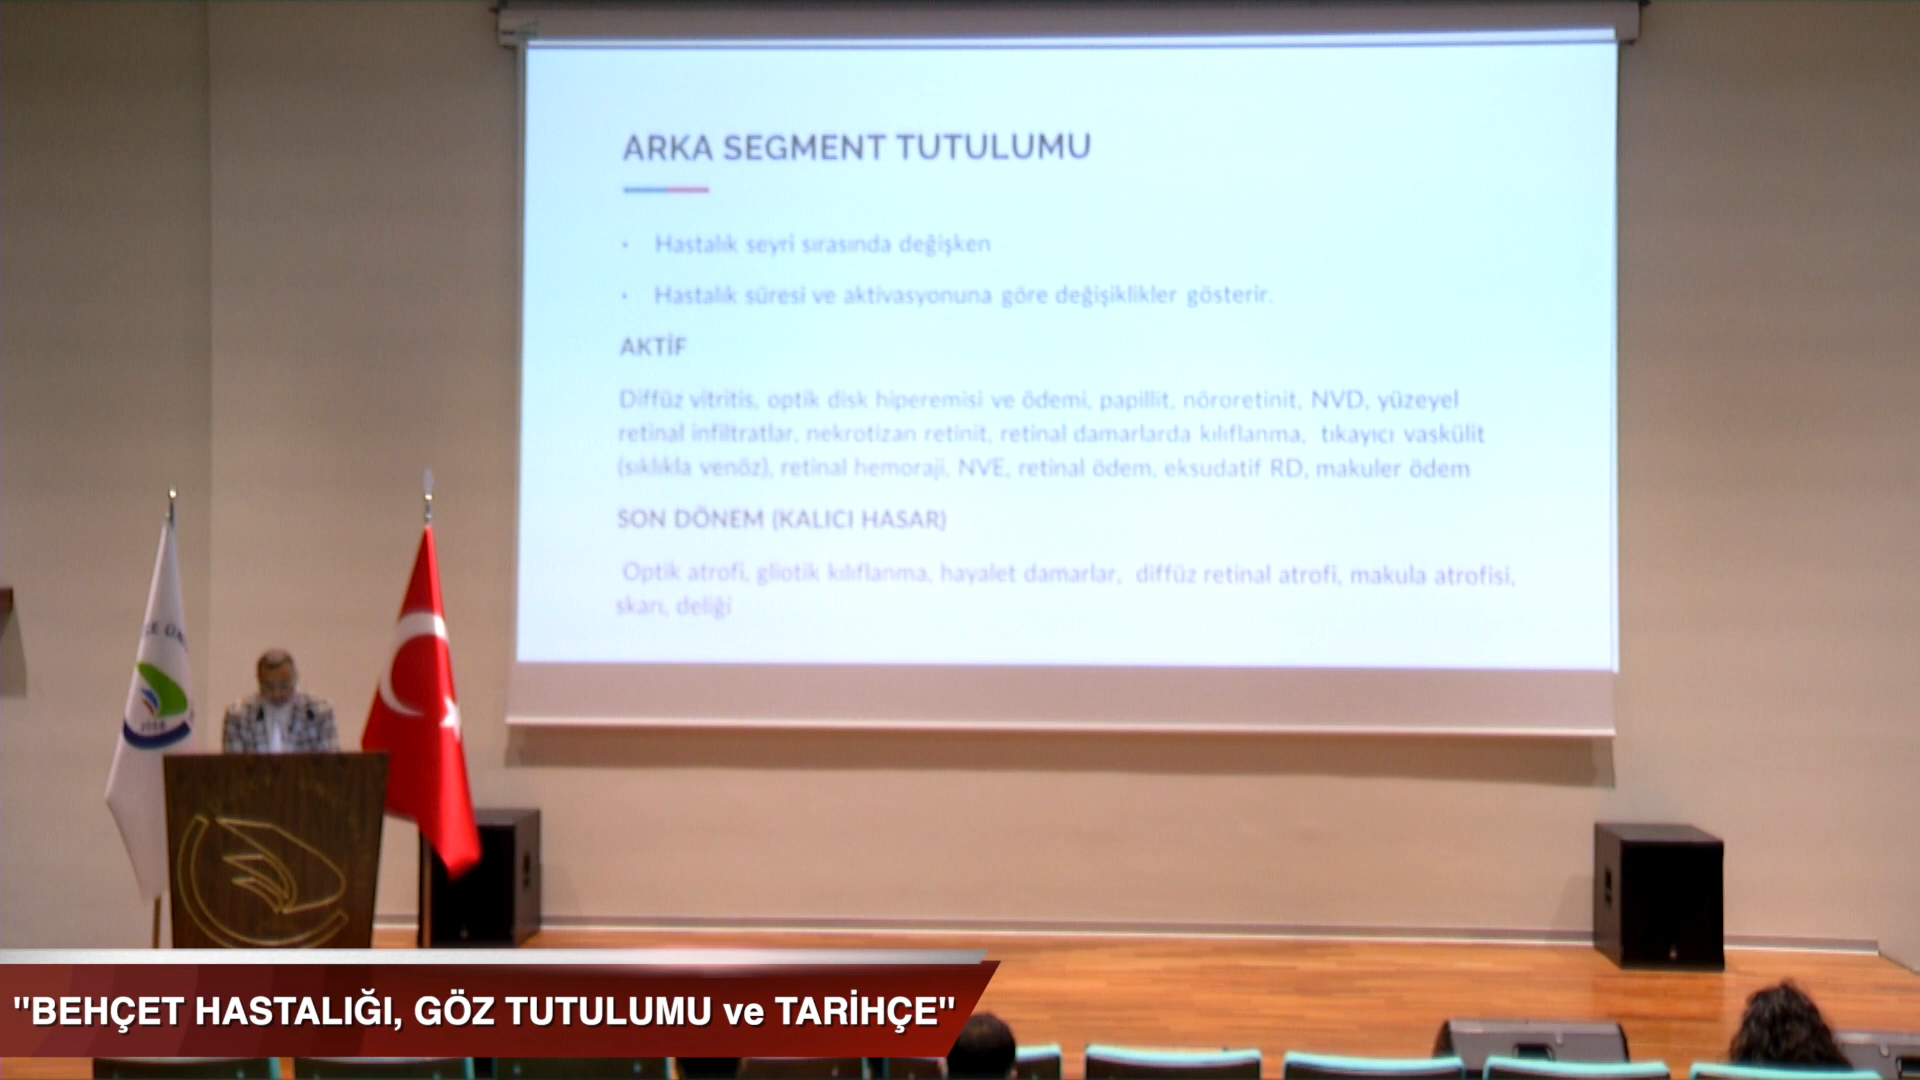 ARKA SEGMENT TUTULUMU
• Hastalık seyri sırasında değişken
• Hastalık süresi ve aktivasyonuna göre değişiklikler gösterir.
AKTİF
Diffüz vitritis, optik disk hiperemisi ve ödemi, papillit, nöroretinit, NVD, yüzeyel
retinal infiltratlar, nekrotizan retinit, retinal damarlarda kılıflanma, tıkayıcı vaskülit
(sıklıkla venöz), retinal hemoraji, NVE, retinal ödem, eksudatif RD, makuler ödem
SON DÖNEM (KALICI HASAR)
Optik atrofi, gliotik kılıflanma, hayalet damarlar, diffüz retinal atrofi, makula atrofisi,
skarı, deliği
"BEHÇET HASTALIĞI, GÖZ TUTULUMU ve TARİHÇE"